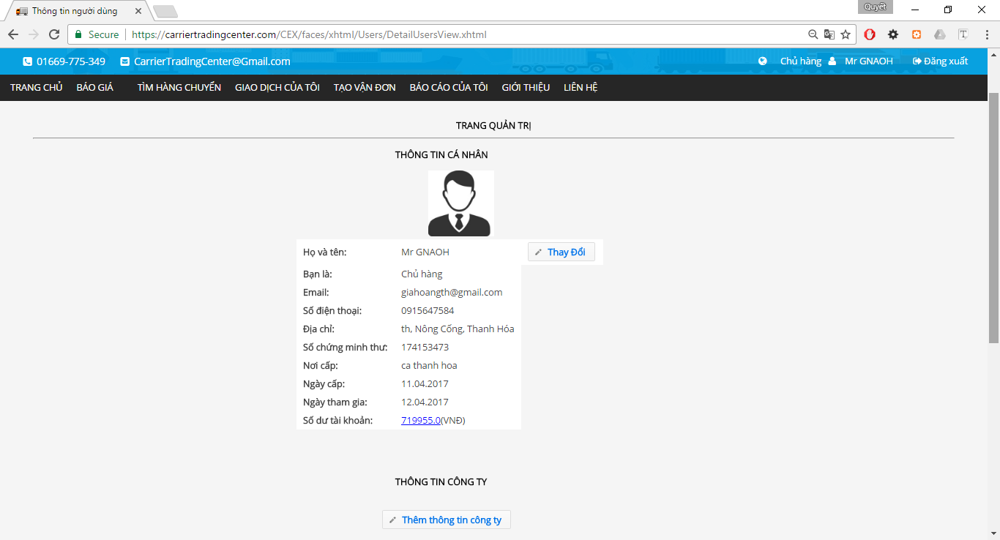 Thông tin người dùng
Quyết
Secure https://carriertradingcenter.com/CEX/faces/xhtml/Users/DetailUsersView.xhtml
01669-775-349 CarrierTradingCenter@Gmail.com Chủ hàng Mr GNAOH Đăng xuất
TRANG CHỦ BÁO GIÁ TÌM HÀNG CHUYỂN GIAO DỊCH CỦA TÔI TẠO VẬN ĐƠN BÁO CÁO CỦA TÔI GIỚI THIỆU LIÊN HỆ
TRANG QUẢN TRỊ
THÔNG TIN CÁ NHÂN
Họ và tên: Mr GNAOH Thay Đổi
Bạn là: Chủ hàng
Email: giahoangth@gmail.com
Số điện thoại: 0915647584
Địa chỉ: th, Nông Cống, Thanh Hóa
Số chứng minh thư: 174153473
Nơi cấp: ca thanh hoa
Ngày cấp: 11.04.2017
Ngày tham gia: 12.04.2017
Số dư tài khoản: 719955.0(VNĐ)
THÔNG TIN CÔNG TY
Thêm thông tin công ty